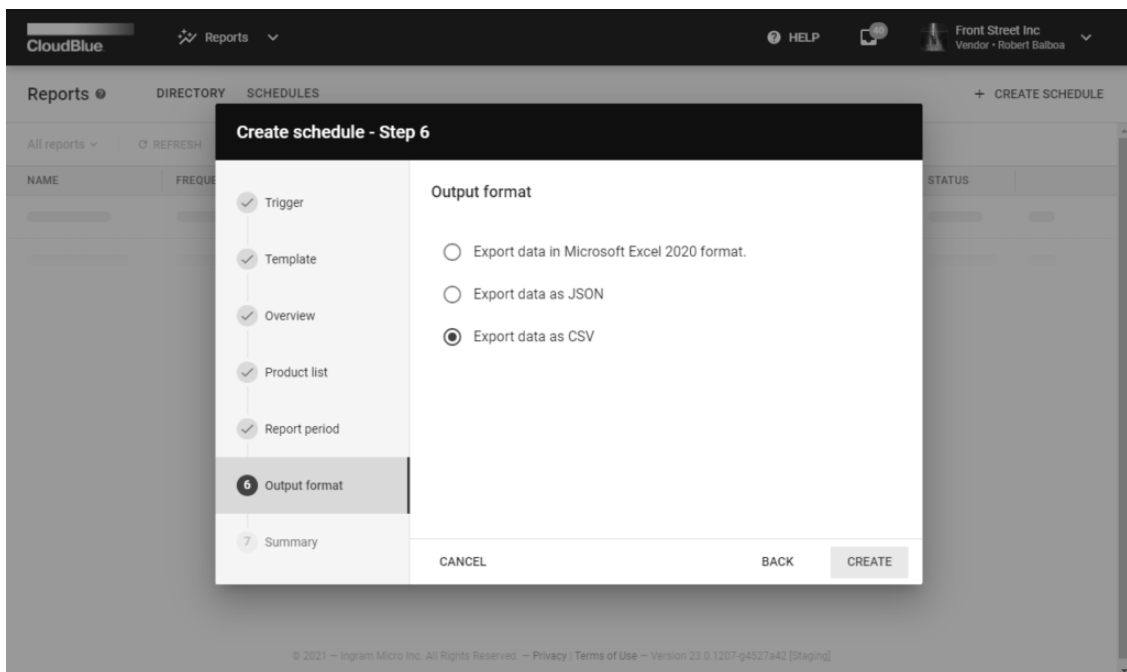 CloudBlue
Reports
HELP
40
Front Street Inc
Vendor • Robert Balboa
Reports
DIRECTORY
SCHEDULES
+ CREATE SCHEDULE
All reports
REFRESH
NAME
FREQUE
STATUS
Create schedule - Step 6
Trigger
Template
Overview
Product list
Report period
6 Output format
7 Summary
Output format
Export data in Microsoft Excel 2020 format.
Export data as JSON
Export data as CSV
CANCEL
BACK
CREATE
© 2021 — Ingram Micro Inc. All Rights Reserved. — Privacy | Terms of Use — Version 23.0.1207-g4527a42 [Staging]